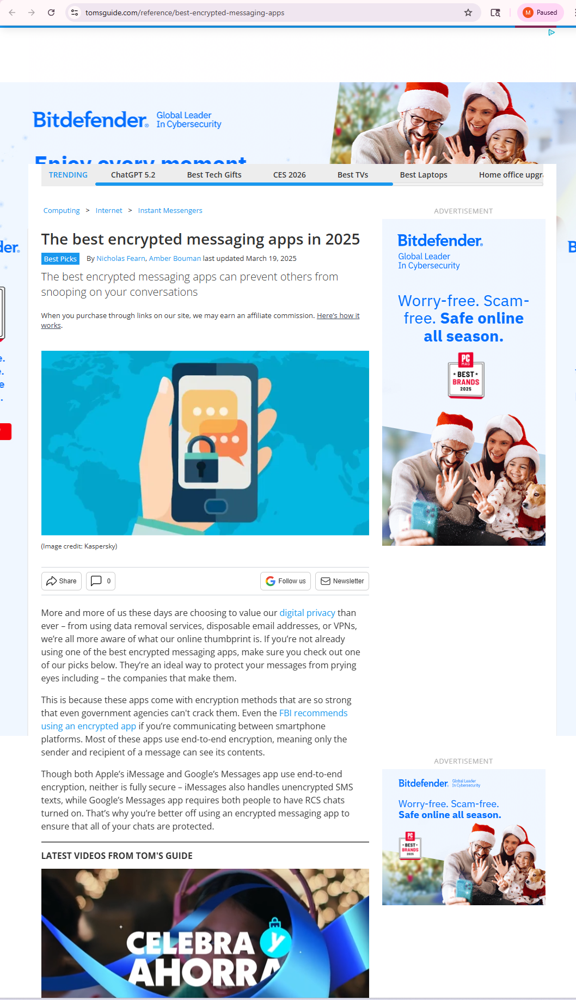 tomsguide.com/reference/best-encrypted-messaging-apps
M Paused
Bitdefender® Global Leader
In Cybersecurity
Enjoy every moment
TRENDING ChatGPT 5.2 Best Tech Gifts CES 2026 Best TVs Best Laptops Home office upgr
Computing > Internet > Instant Messengers
The best encrypted messaging apps in 2025
Best Picks By Nicholas Fearn, Amber Bouman last updated March 19, 2025
The best encrypted messaging apps can prevent others from
snooping on your conversations
When you purchase through links on our site, we may earn an affiliate commission. Here’s how it
works.
(Image credit: Kaspersky)
Share 0 Follow us Newsletter
More and more of us these days are choosing to value our digital privacy than
ever – from using data removal services, disposable email addresses, or VPNs,
we’re all more aware of what our online thumbprint is. If you’re not already
using one of the best encrypted messaging apps, make sure you check out one
of our picks below. They’re an ideal way to protect your messages from prying
eyes including – the companies that make them.
This is because these apps come with encryption methods that are so strong
that even government agencies can't crack them. Even the FBI recommends
using an encrypted app if you’re communicating between smartphone
platforms. Most of these apps use end-to-end encryption, meaning only the
sender and recipient of a message can see its contents.
Though both Apple’s iMessage and Google’s Messages app use end-to-end
encryption, neither is fully secure – iMessages also handles unencrypted SMS
texts, while Google’s Messages app requires both people to have RCS chats
turned on. That’s why you’re better off using an encrypted messaging app to
ensure that all of your chats are protected.
LATEST VIDEOS FROM TOM'S GUIDE
CELEBRA y
AHORRA
ADVERTISEMENT
Bitdefender®
Global Leader
In Cybersecurity
Worry-free. Scam-
free. Safe online
all season.
PC
MAG
BEST
BRANDS
2025
ADVERTISEMENT
Bitdefender® Global Leader
In Cybersecurity
Worry-free. Scam-free.
Safe online all season.
PC
MAG
BEST
BRANDS
2025
der®